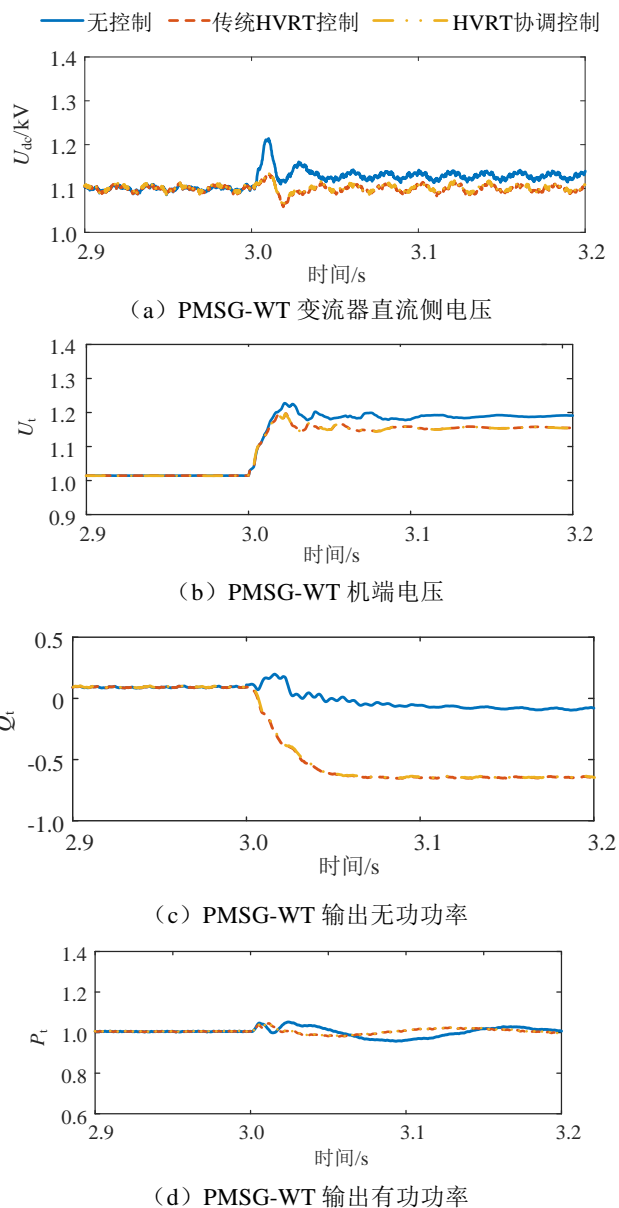 无控制 传统HVRT控制 HVRT协调控制
1.4
1.3
1.2
1.1
1.0
Udc/kV
2.9 3.0 3.1 3.2
时间/s
（a）PMSG-WT 变流器直流侧电压
1.4
1.3
1.2
1.1
1.0
0.9
Ut
2.9 3.0 3.1 3.2
时间/s
（b）PMSG-WT 机端电压
0.5
0
-0.5
-1.0
Qt
2.9 3.0 3.1 3.2
时间/s
（c）PMSG-WT 输出无功功率
1.4
1.2
1.0
0.8
0.6
Pt
2.9 3.0 3.1 3.2
时间/s
（d）PMSG-WT 输出有功功率